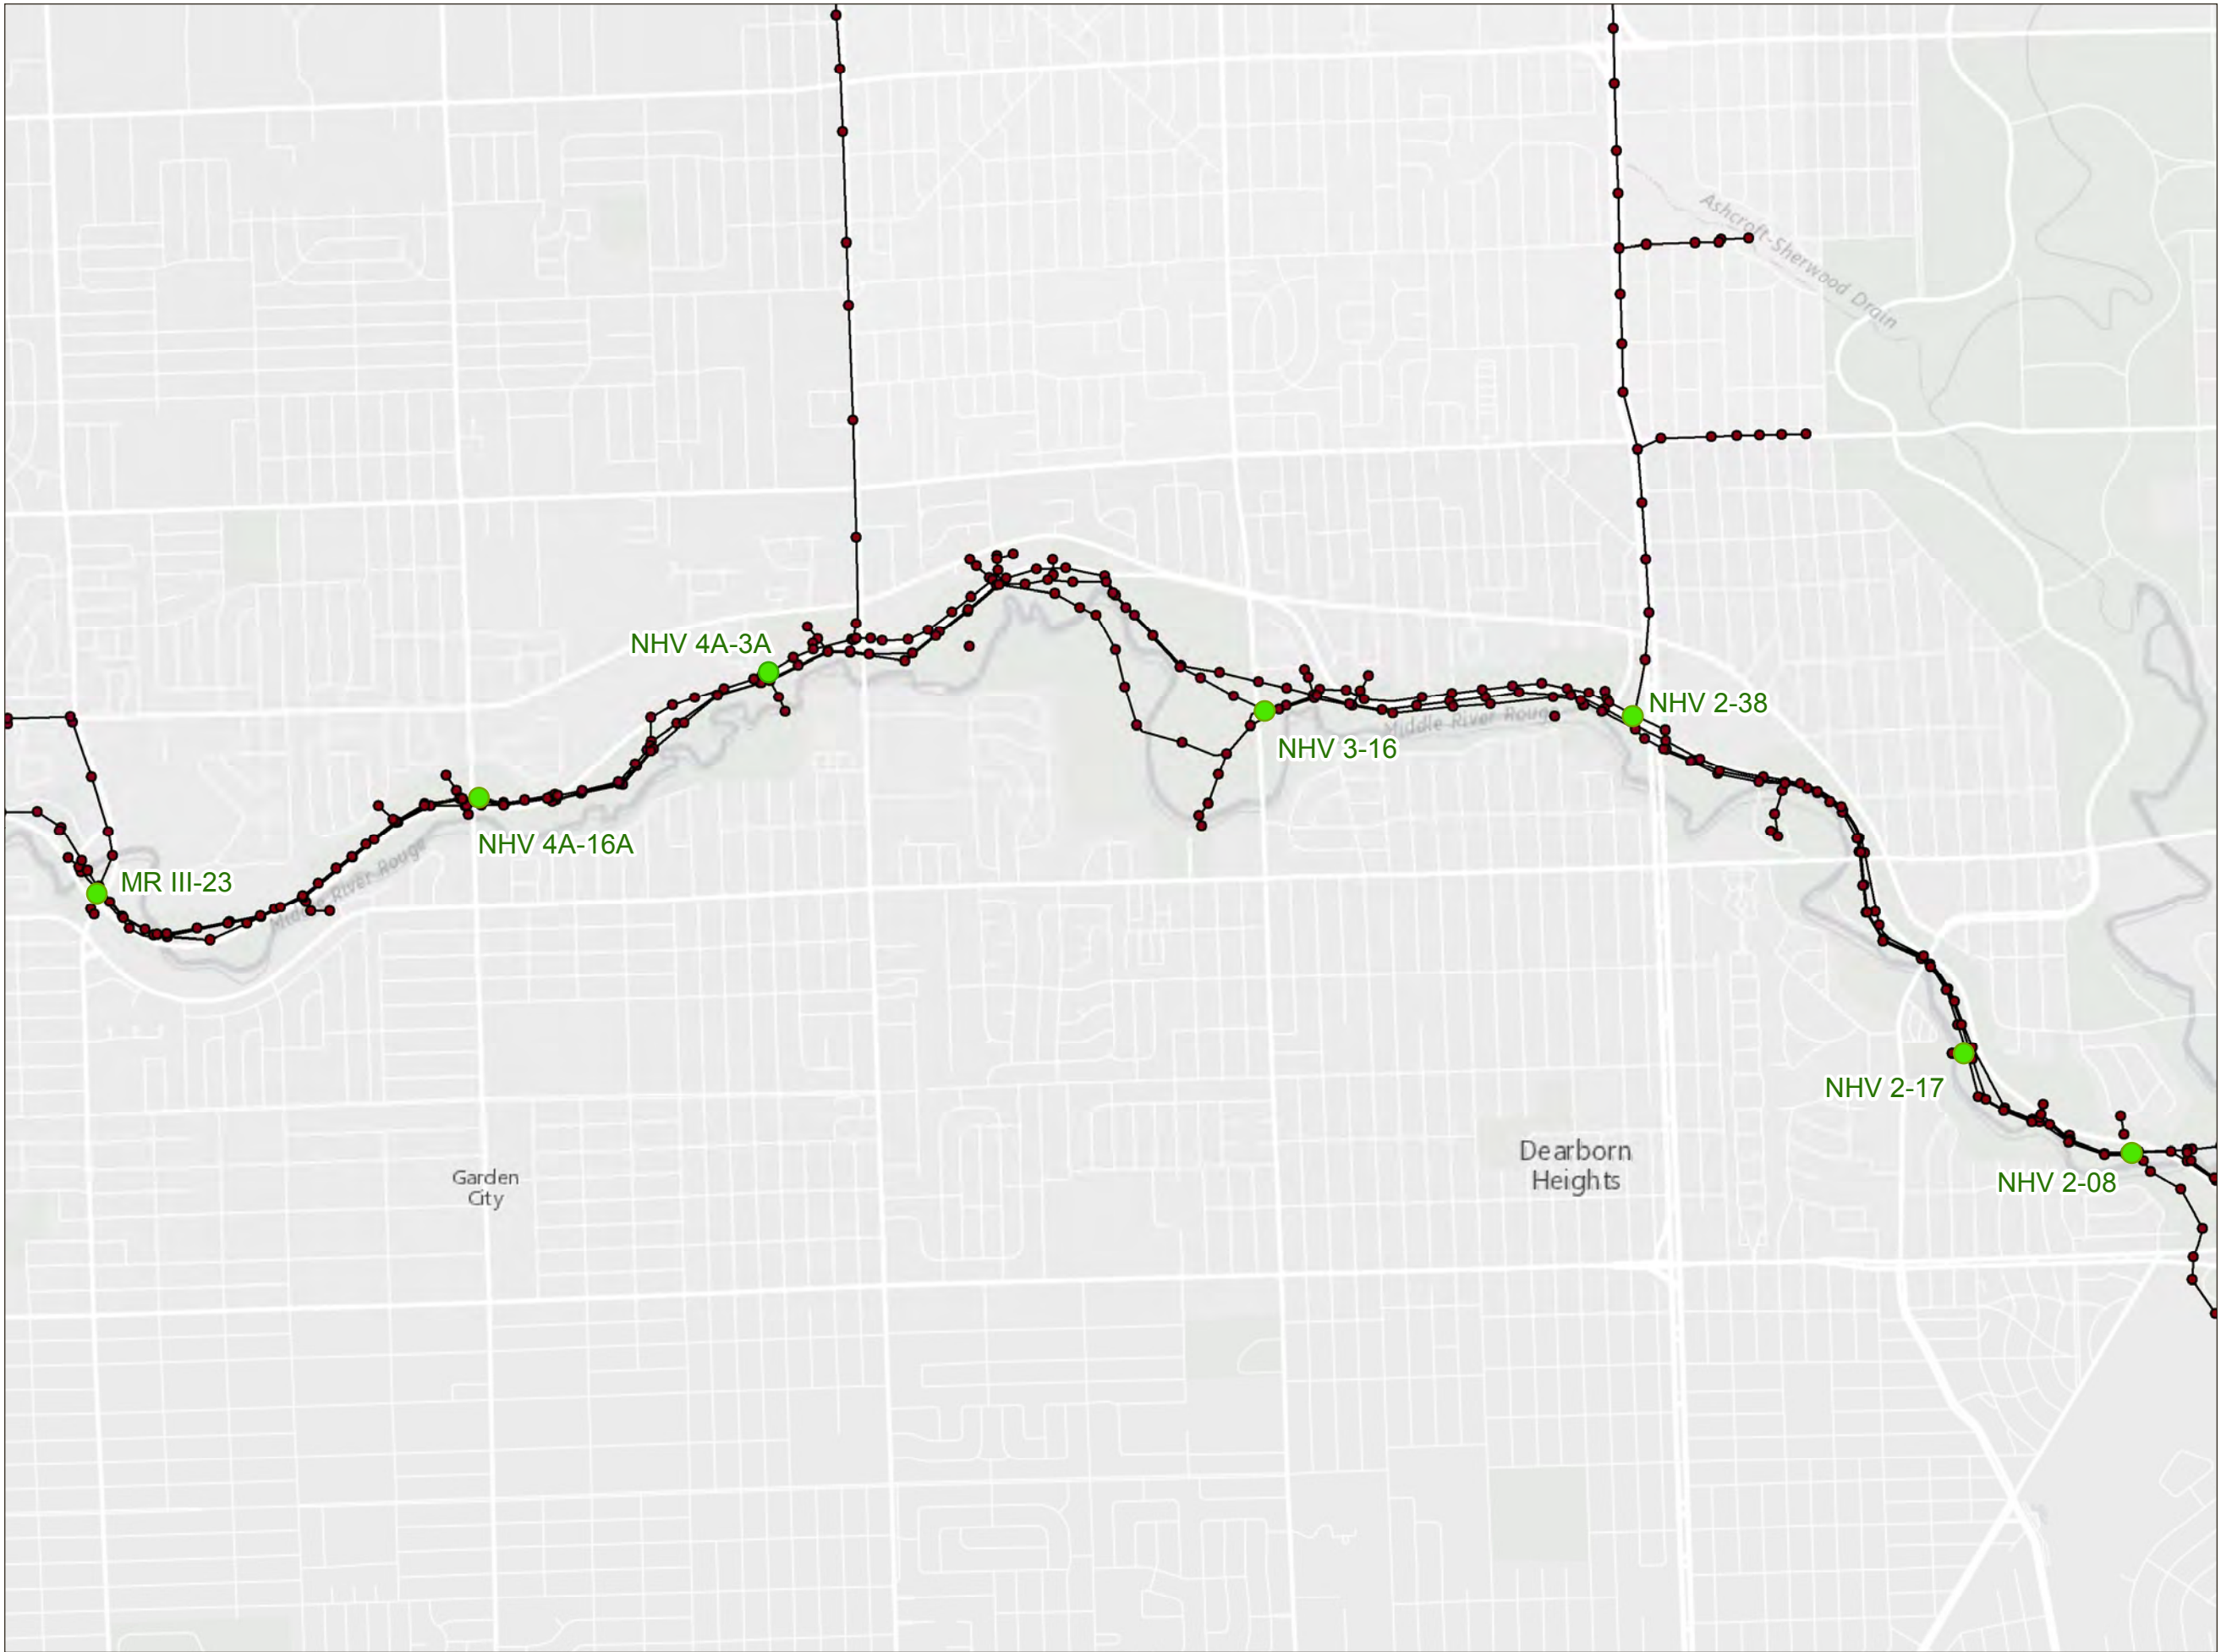 Ashcroft-Sherwood Drain
NHV 4A-3A
NHV 2-38
Middle River Rouge
NHV 3-16
NHV 4A-16A
MR III-23
Middle River Rouge
NHV 2-17
Dearborn
Heights
Garden
City
NHV 2-08